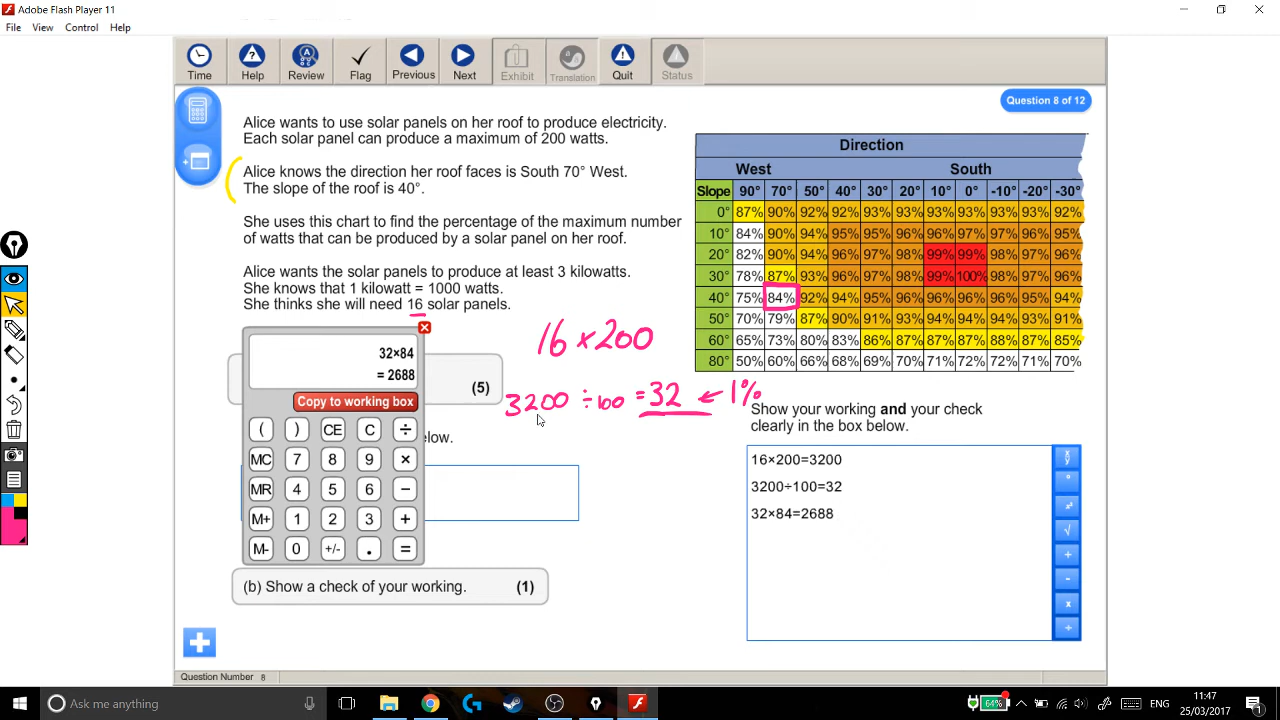 Adobe Flash Player 11
File View Control Help
Time Help Review Flag Previous Next Exhibit Translation Quit Status
Question 8 of 12
Alice wants to use solar panels on her roof to produce electricity.
Each solar panel can produce a maximum of 200 watts.
Alice knows the direction her roof faces is South 70° West.
The slope of the roof is 40°.
She uses this chart to find the percentage of the maximum number
of watts that can be produced by a solar panel on her roof.
Alice wants the solar panels to produce at least 3 kilowatts.
She knows that 1 kilowatt = 1000 watts.
She thinks she will need 16 solar panels.
Direction
West South
Slope 90° 70° 50° 40° 30° 20° 10° 0° -10° -20° -30°
0° 87% 90% 92% 92% 93% 93% 93% 93% 93% 93% 92%
10° 84% 90% 94% 95% 95% 96% 96% 97% 97% 96% 95%
20° 82% 90% 94% 96% 97% 98% 99% 99% 98% 97% 96%
30° 78% 87% 93% 96% 97% 98% 99% 100% 98% 97% 96%
40° 75% 84% 92% 94% 95% 96% 96% 96% 96% 95% 94%
50° 70% 79% 87% 90% 91% 93% 94% 94% 94% 93% 91%
60° 65% 73% 80% 83% 86% 87% 87% 87% 88% 87% 85%
80° 50% 60% 66% 68% 69% 70% 71% 72% 72% 71% 70%
16 ×200
3200 ÷100 =32 ← 1%
32×84
= 2688
Copy to working box
( ) CE C ÷
MC 7 8 9 ×
MR 4 5 6 −
M+ 1 2 3 +
M- 0 +/- . =
(5)
elow.
(b) Show a check of your working. (1)
Show your working and your check
clearly in the box below.
16×200=3200
3200÷100=32
32×84=2688
x/y
°
x²
√
+
-
x
÷
Question Number 8
Ask me anything
64%
11:47
25/03/2017
1